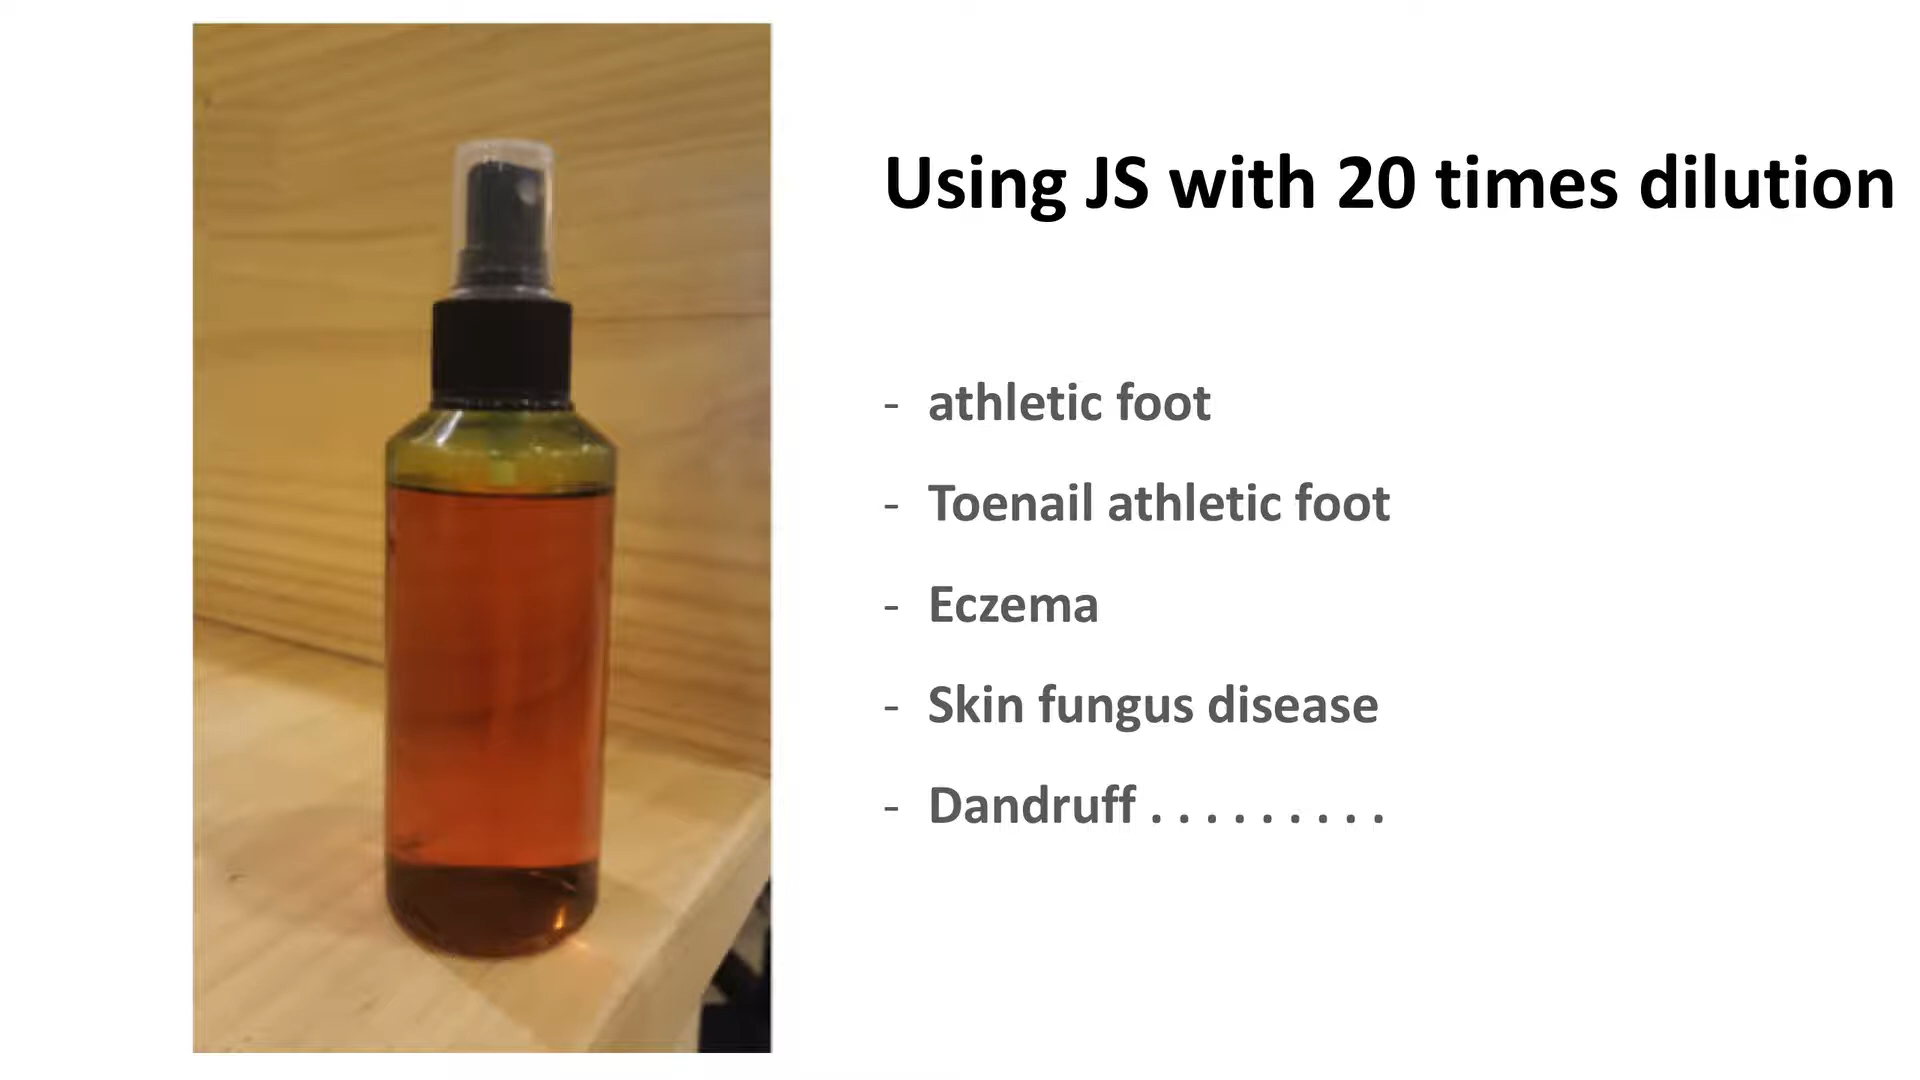 Using JS with 20 times dilution
- athletic foot
- Toenail athletic foot
- Eczema
- Skin fungus disease
- Dandruff . . . . . . . . .